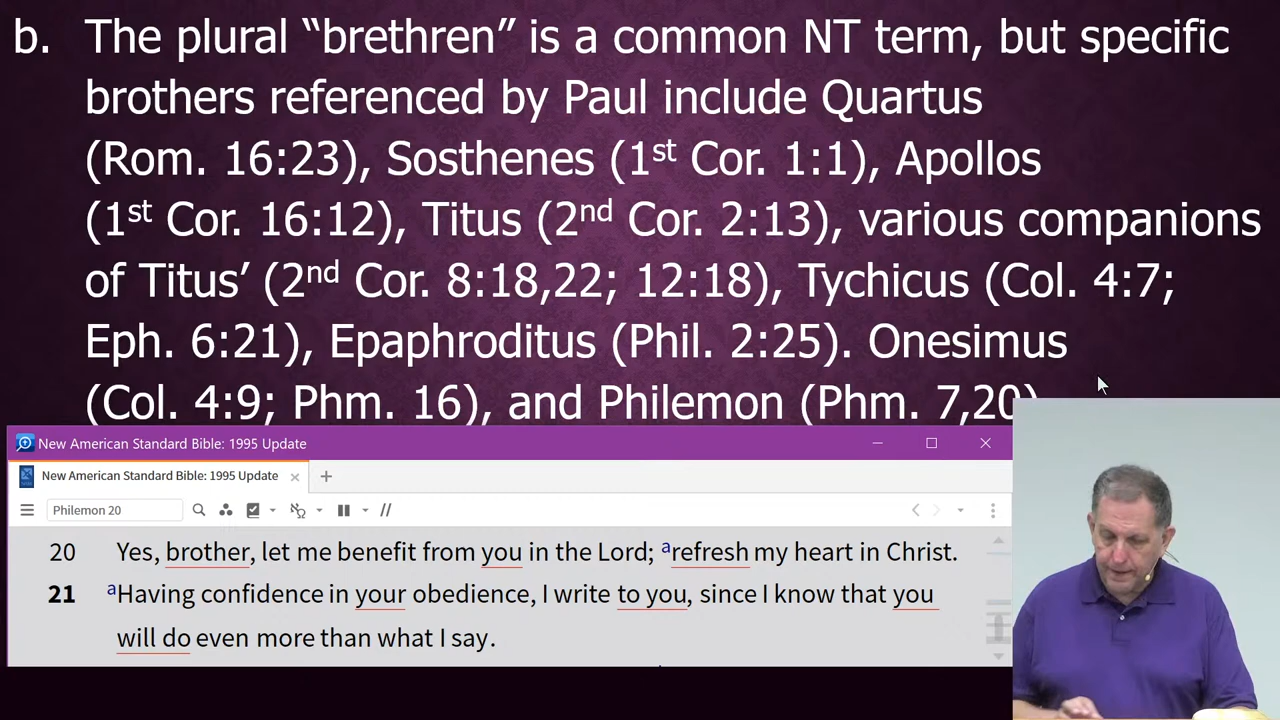 b. The plural “brethren” is a common NT term, but specific
brothers referenced by Paul include Quartus
(Rom. 16:23), Sosthenes (1st Cor. 1:1), Apollos
(1st Cor. 16:12), Titus (2nd Cor. 2:13), various companions
of Titus’ (2nd Cor. 8:18,22; 12:18), Tychicus (Col. 4:7;
Eph. 6:21), Epaphroditus (Phil. 2:25). Onesimus
(Col. 4:9; Phm. 16), and Philemon (Phm. 7,20)
New American Standard Bible: 1995 Update
New American Standard Bible: 1995 Update
Philemon 20
20 Yes, brother, let me benefit from you in the Lord; a refresh my heart in Christ.
21 a Having confidence in your obedience, I write to you, since I know that you
will do even more than what I say.